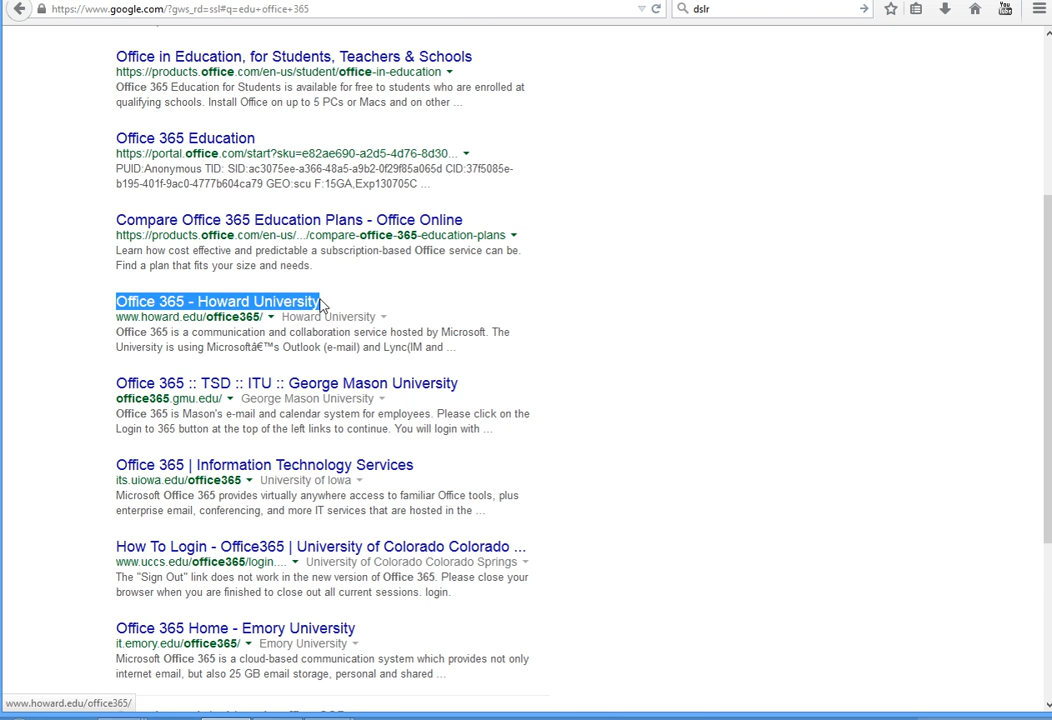 https://www.google.com/?gws_rd=ssl#q=edu+office+365
dslr
You
Office in Education, for Students, Teachers & Schools
https://products.office.com/en-us/student/office-in-education
Office 365 Education for Students is available for free to students who are enrolled at
qualifying schools. Install Office on up to 5 PCs or Macs and on other ...
Office 365 Education
https://portal.office.com/start?sku=e82ae690-a2d5-4d76-8d30...
PUID:Anonymous TID: SID:ac3075ee-a366-48a5-a9b2-0f29f85a065d CID:37f5085e-
b195-401f-9ac0-4777b604ca79 GEO:scu F:15GA,Exp130705C ...
Compare Office 365 Education Plans - Office Online
https://products.office.com/en-us/.../compare-office-365-education-plans
Learn how cost effective and predictable a subscription-based Office service can be.
Find a plan that fits your size and needs.
Office 365 - Howard University
www.howard.edu/office365/ Howard University
Office 365 is a communication and collaboration service hosted by Microsoft. The
University is using Microsoftâ€™s Outlook (e-mail) and Lync(IM and ...
Office 365 :: TSD :: ITU :: George Mason University
office365.gmu.edu/ George Mason University
Office 365 is Mason's e-mail and calendar system for employees. Please click on the
Login to 365 button at the top of the left links to continue. You will login with ...
Office 365 | Information Technology Services
its.uiowa.edu/office365 University of Iowa
Microsoft Office 365 provides virtually anywhere access to familiar Office tools, plus
enterprise email, conferencing, and more IT services that are hosted in the ...
How To Login - Office365 | University of Colorado Colorado ...
www.uccs.edu/office365/login.... University of Colorado Colorado Springs
The "Sign Out" link does not work in the new version of Office 365. Please close your
browser when you are finished to close out all current sessions. login.
Office 365 Home - Emory University
it.emory.edu/office365/ Emory University
Microsoft Office 365 is a cloud-based communication system which provides not only
internet email, but also 25 GB email storage, personal and shared ...
www.howard.edu/office365/